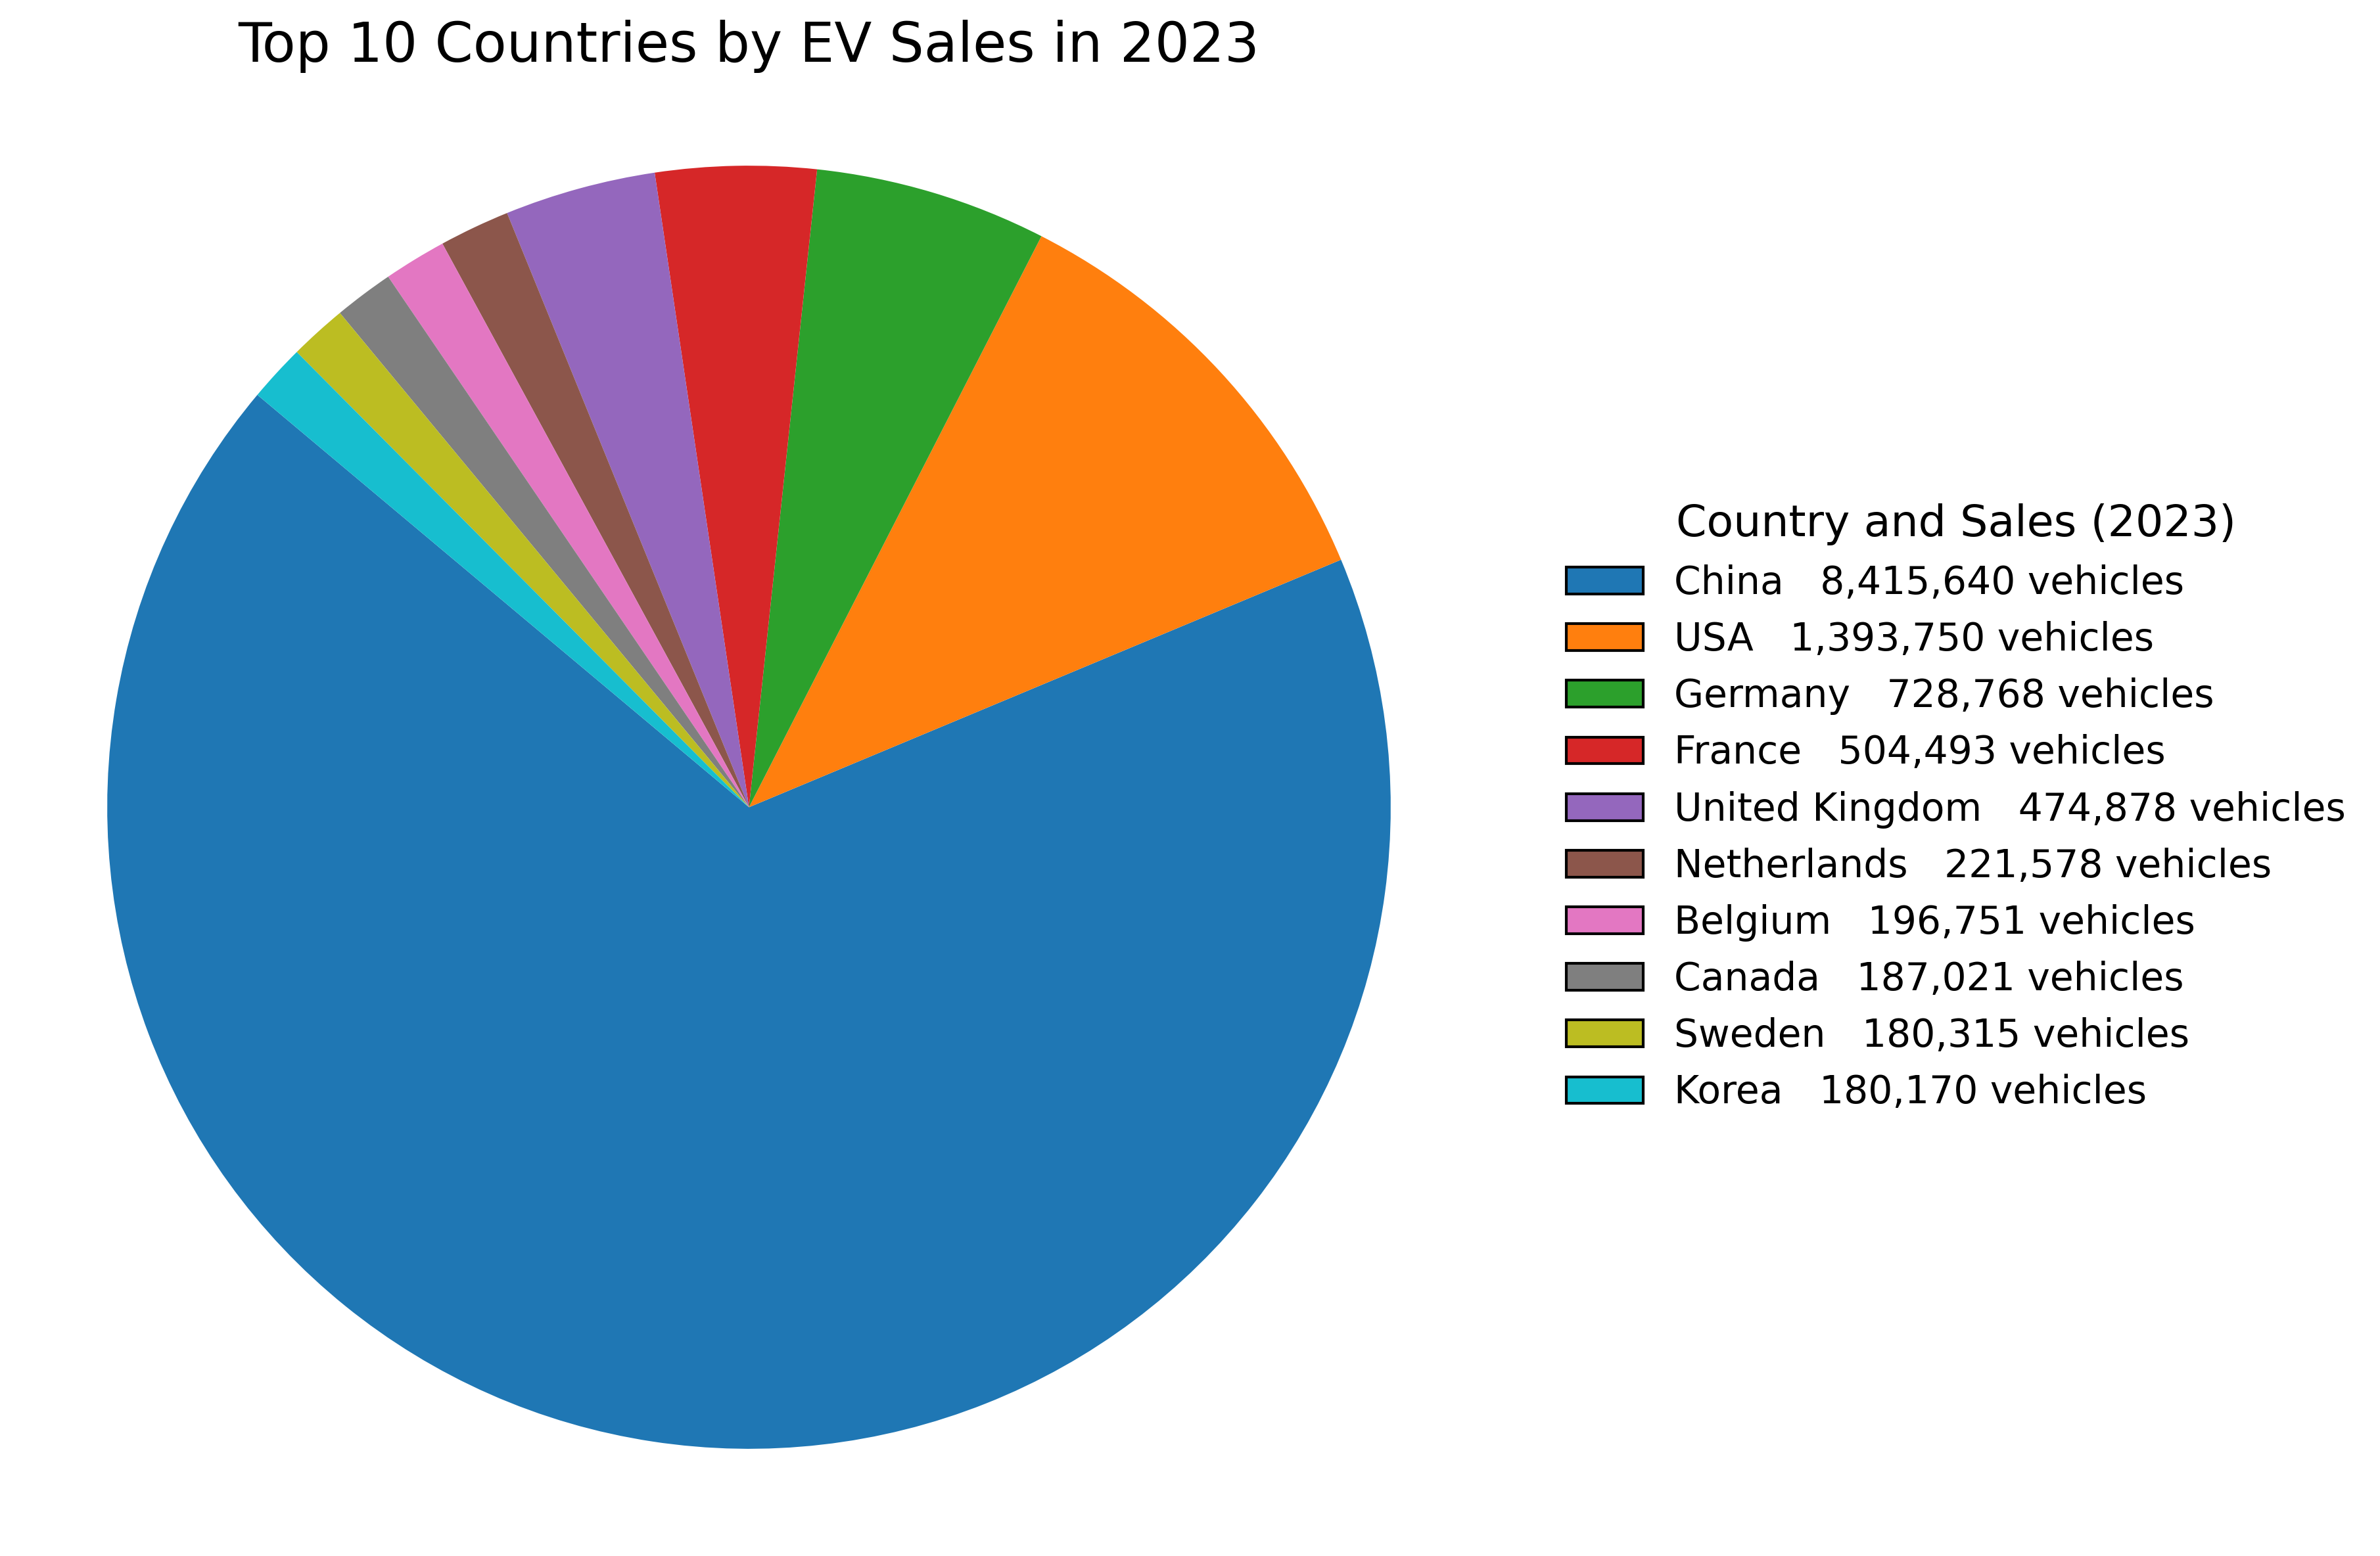 Top 10 Countries by EV Sales in 2023
Country and Sales (2023)
China 8,415,640 vehicles
USA 1,393,750 vehicles
Germany 728,768 vehicles
France 504,493 vehicles
United Kingdom 474,878 vehicles
Netherlands 221,578 vehicles
Belgium 196,751 vehicles
Canada 187,021 vehicles
Sweden 180,315 vehicles
Korea 180,170 vehicles